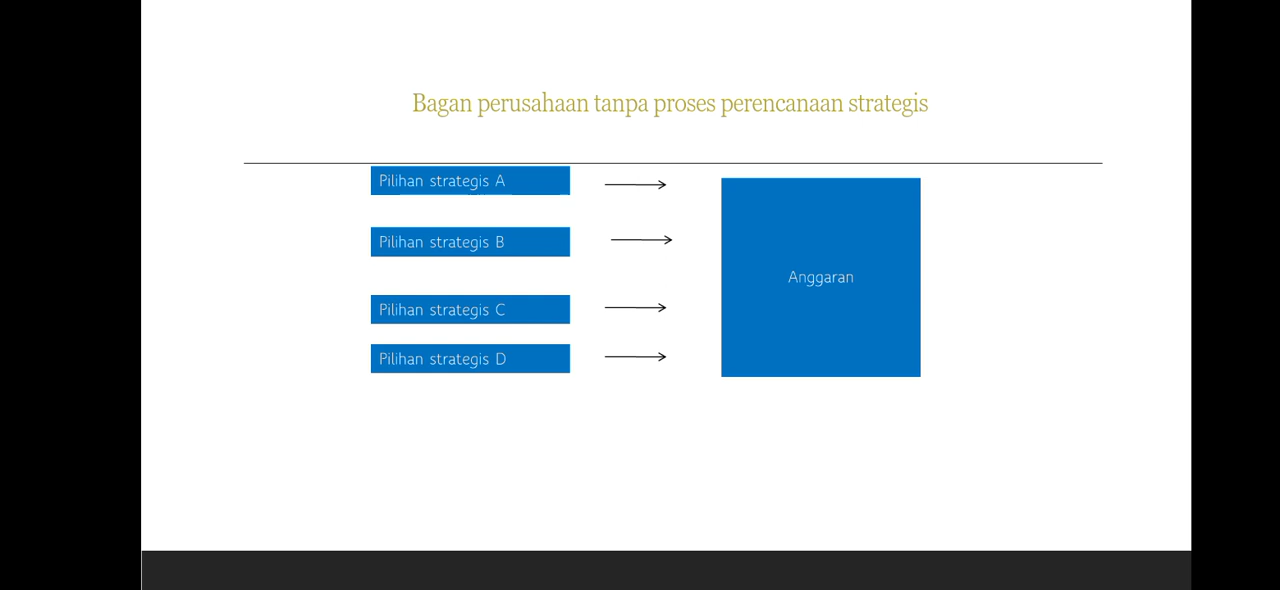 Bagan perusahaan tanpa proses perencanaan strategis
Pilihan strategis A
Pilihan strategis B
Pilihan strategis C
Pilihan strategis D
Anggaran